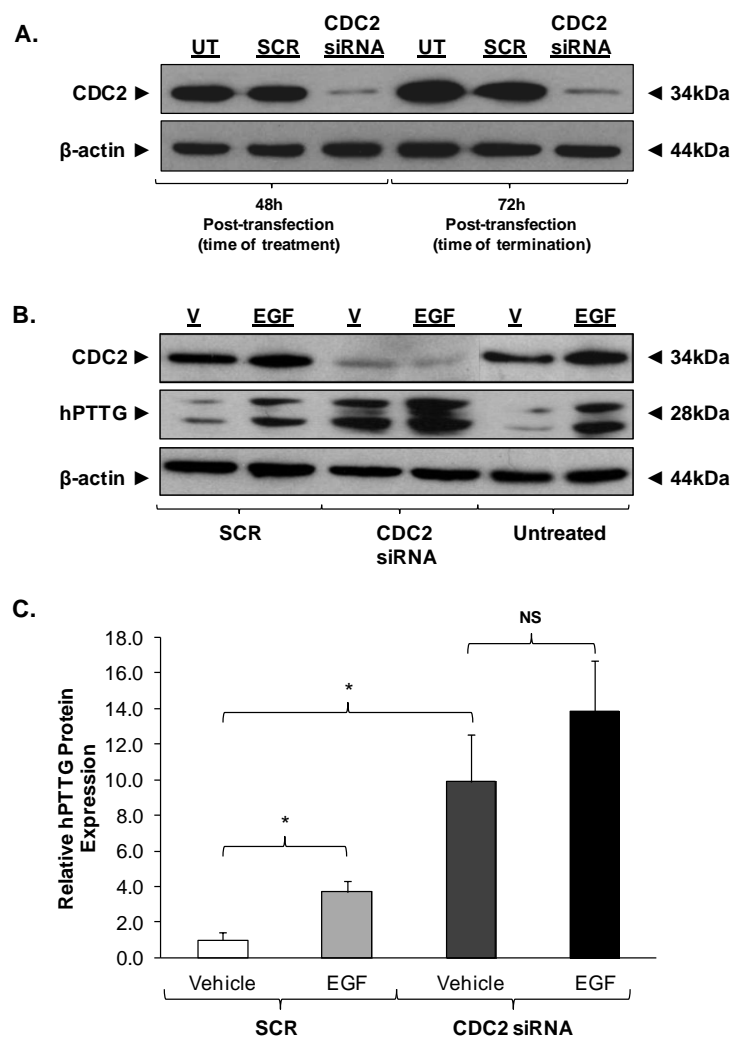 A.
UT SCR CDC2 siRNA UT SCR CDC2 siRNA
CDC2 ► ◄ 34kDa
β-actin ► ◄ 44kDa
48h
Post-transfection
(time of treatment)
72h
Post-transfection
(time of termination)
B.
V EGF V EGF V EGF
CDC2 ► ◄ 34kDa
hPTTG ► ◄ 28kDa
β-actin ► ◄ 44kDa
SCR
CDC2
siRNA
Untreated
C.
Relative hPTTG Protein
Expression
18.0
16.0
14.0
12.0
10.0
8.0
6.0
4.0
2.0
0.0
*
*
NS
Vehicle EGF Vehicle EGF
SCR CDC2 siRNA